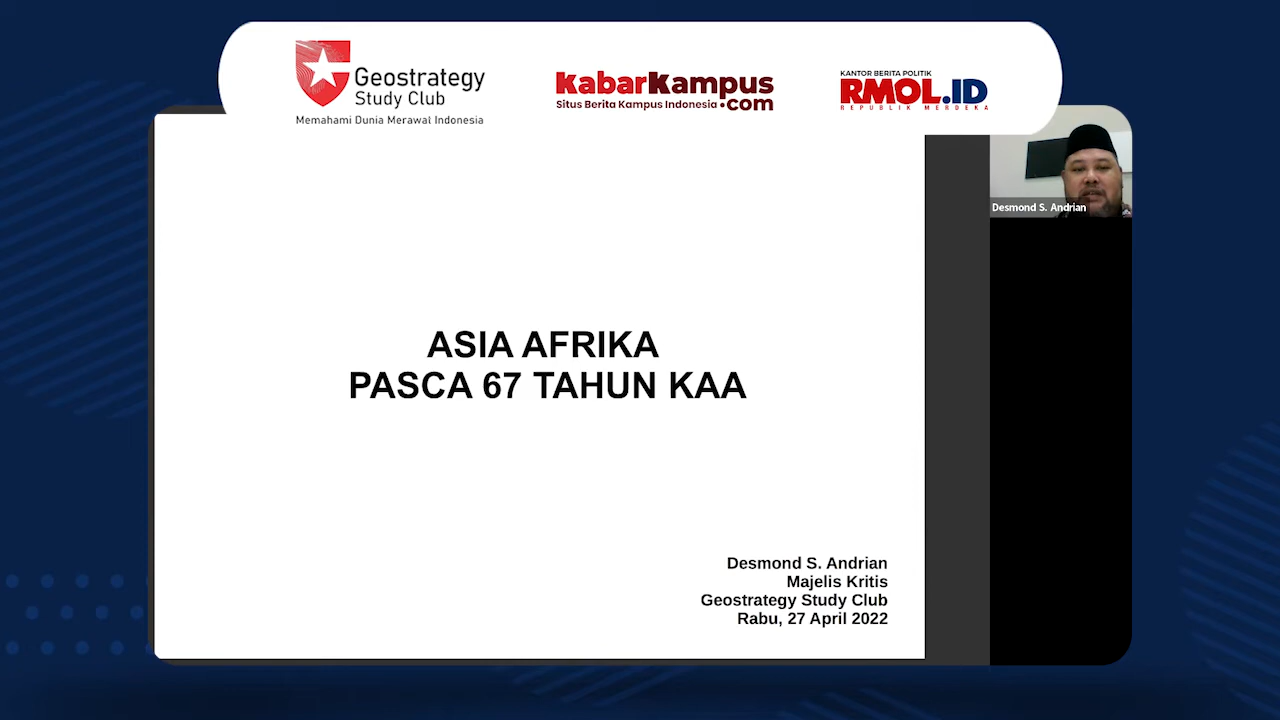 Geostrategy
Study Club
Memahami Dunia Merawat Indonesia
KabarKampus
Situs Berita Kampus Indonesia .com
KANTOR BERITA POLITIK
RMOL.ID
REPUBLIK MERDEKA
Desmond S. Andrian
ASIA AFRIKA
PASCA 67 TAHUN KAA
Desmond S. Andrian
Majelis Kritis
Geostrategy Study Club
Rabu, 27 April 2022